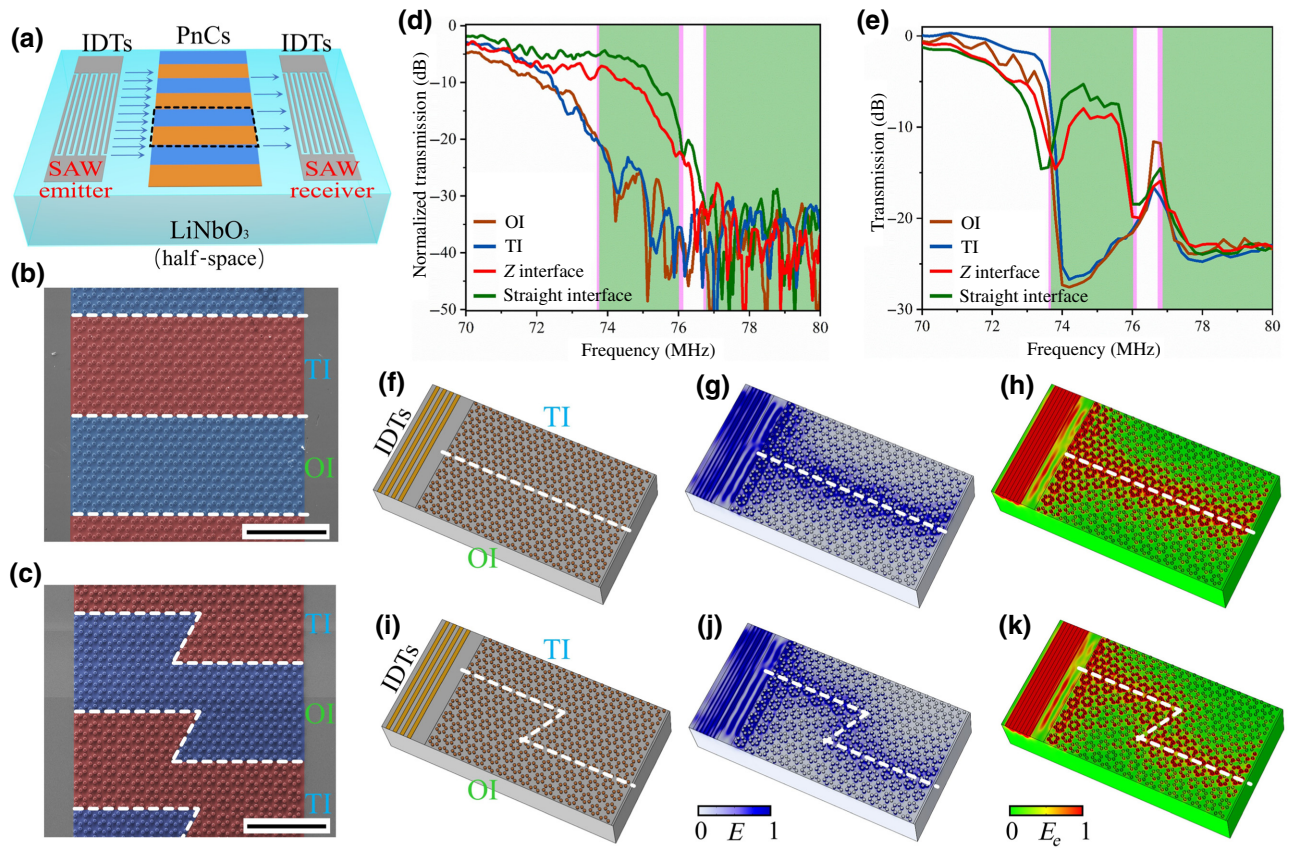 (a)
IDTs
PnCs
IDTs
SAW
emitter
SAW
receiver
LiNbO₃
(half-space)
(b)
TI
OI
(c)
TI
OI
TI
(d)
Normalized transmission (dB)
0
−10
−20
−30
−40
−50
OI
TI
Z interface
Straight interface
70
72
74
76
78
80
Frequency (MHz)
(e)
Transmission (dB)
0
−10
−20
−30
OI
TI
Z interface
Straight interface
70
72
74
76
78
80
Frequency (MHz)
(f)
IDTs
TI
OI
(g)
(h)
(i)
IDTs
TI
OI
(j)
0 E 1
(k)
0 Eₑ 1